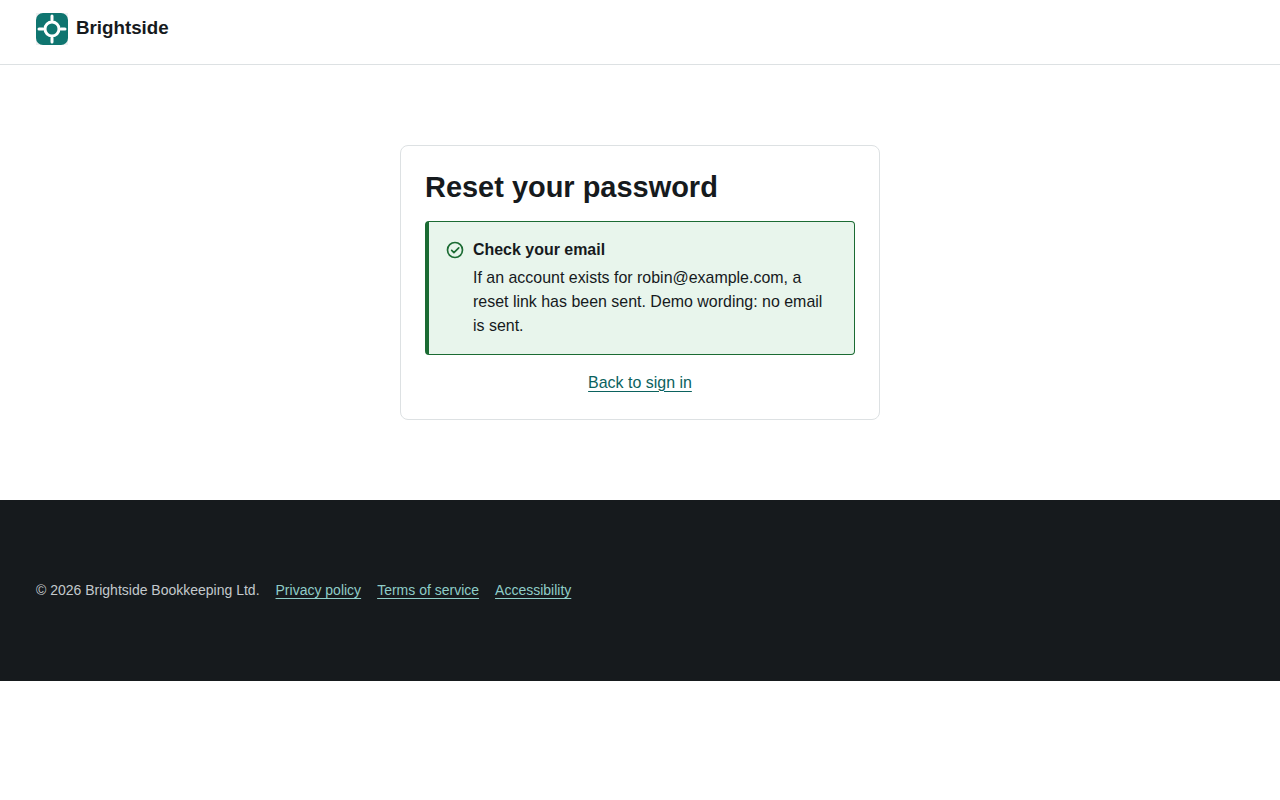 Brightside
Reset your password
Check your email
If an account exists for robin@example.com, a
reset link has been sent. Demo wording: no email
is sent.
Back to sign in
© 2026 Brightside Bookkeeping Ltd. Privacy policy Terms of service Accessibility